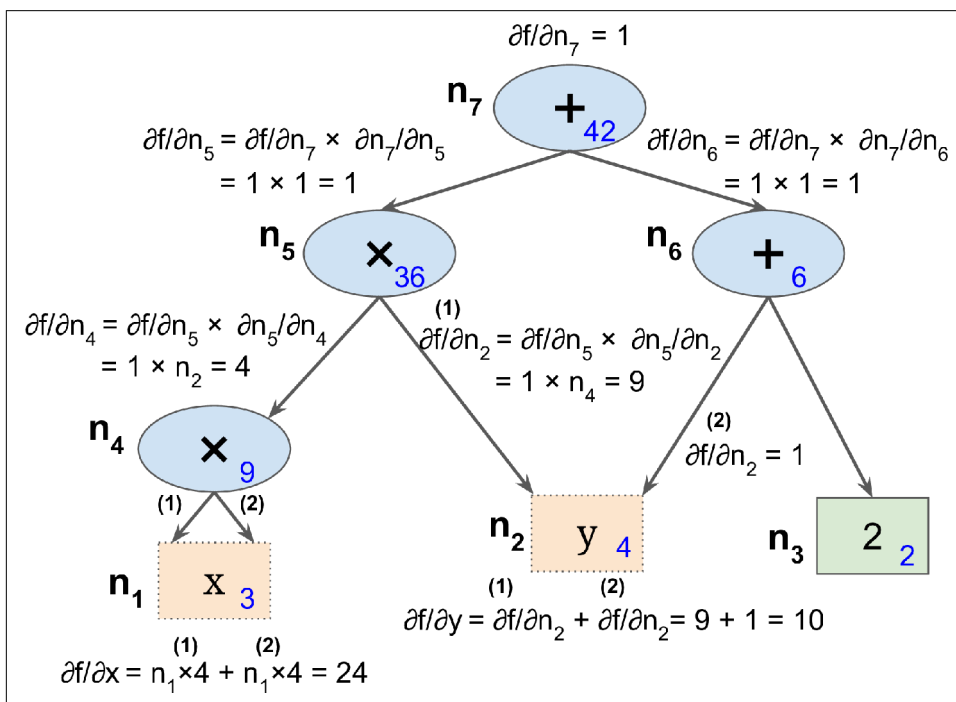 ∂f/∂n₇ = 1
n₇
+
42
∂f/∂n₅ = ∂f/∂n₇ × ∂n₇/∂n₅
= 1 × 1 = 1
∂f/∂n₆ = ∂f/∂n₇ × ∂n₇/∂n₆
= 1 × 1 = 1
n₅
×
36
n₆
+
6
∂f/∂n₄ = ∂f/∂n₅ × ∂n₅/∂n₄
= 1 × n₂ = 4
(1)
∂f/∂n₂ = ∂f/∂n₅ × ∂n₅/∂n₂
= 1 × n₄ = 9
(2)
∂f/∂n₂ = 1
n₄
×
9
(1) (2)
n₁
x 3
n₂
y 4
n₃
2 2
(1) (2)
∂f/∂y = ∂f/∂n₂ + ∂f/∂n₂= 9 + 1 = 10
(1) (2)
∂f/∂x = n₁×4 + n₁×4 = 24